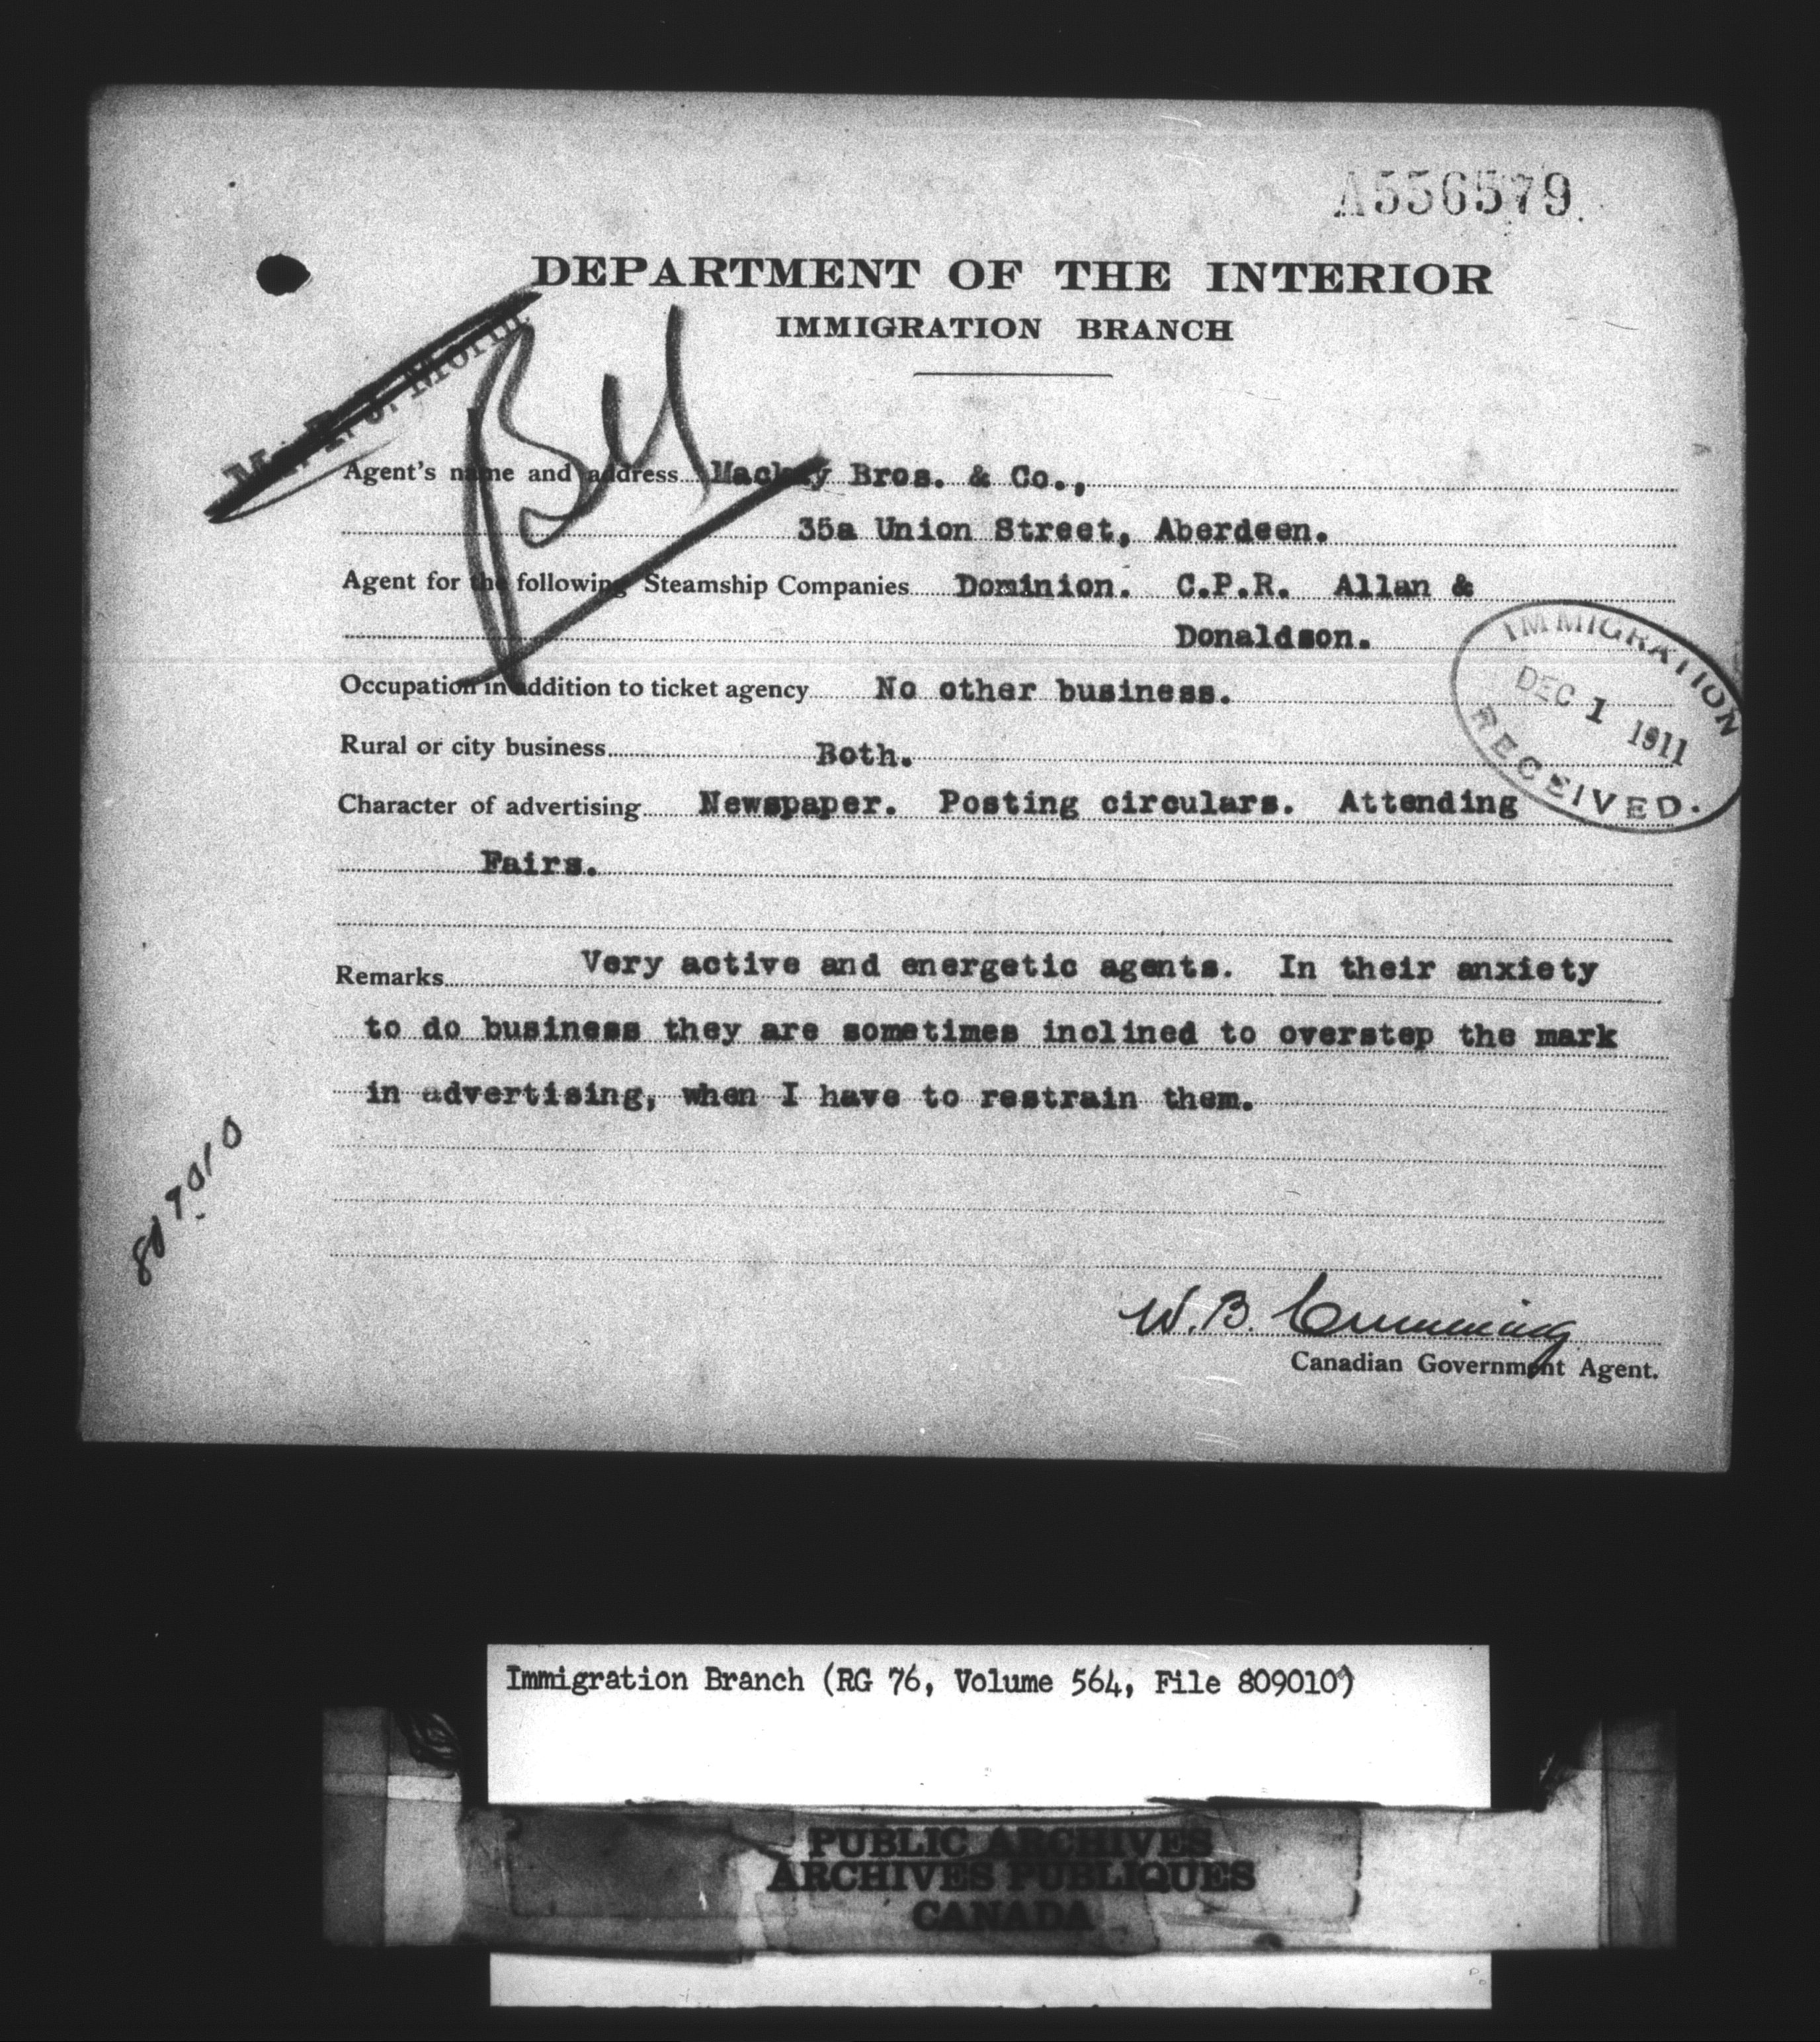 A556579.
DEPARTMENT OF THE INTERIOR
IMMIGRATION BRANCH
Agent's name and address Mackay Bros. & Co.,
35a Union Street, Aberdeen.
Agent for the following Steamship Companies Dominion. C.P.R. Allan &
Donaldson.
IMMIGRATION
DEC 1 1911
RECEIVED.
Occupation in addition to ticket agency No other business.
Rural or city business Both.
Character of advertising Newspaper. Posting circulars. Attending
Fairs.
Remarks Very active and energetic agents. In their anxiety
to do business they are sometimes inclined to overstep the mark
in advertising, when I have to restrain them.
809010
W. B. Cumming
Canadian Government Agent.
Immigration Branch (RG 76, Volume 564, File 809010)
PUBLIC ARCHIVES
ARCHIVES PUBLIQUES
CANADA